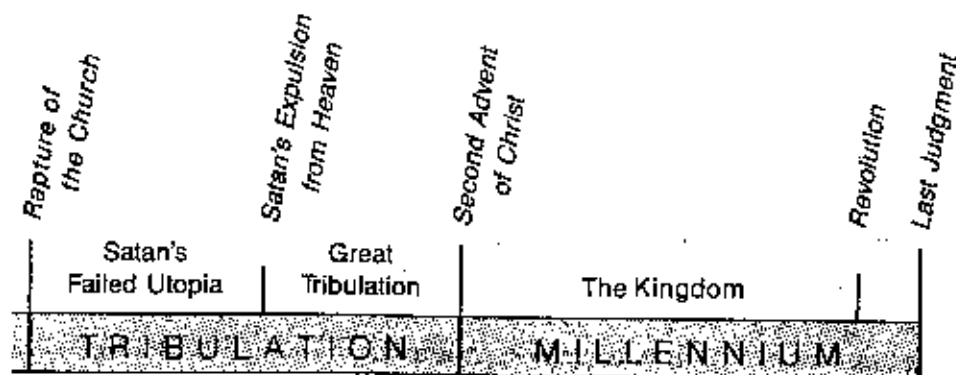 Rapture of
the Church
Satan's Expulsion
from Heaven
Second Advent
of Christ
Revolution
Last Judgment
Satan's
Failed Utopia
Great
Tribulation
The Kingdom
TRIBULATION
MILLENNIUM